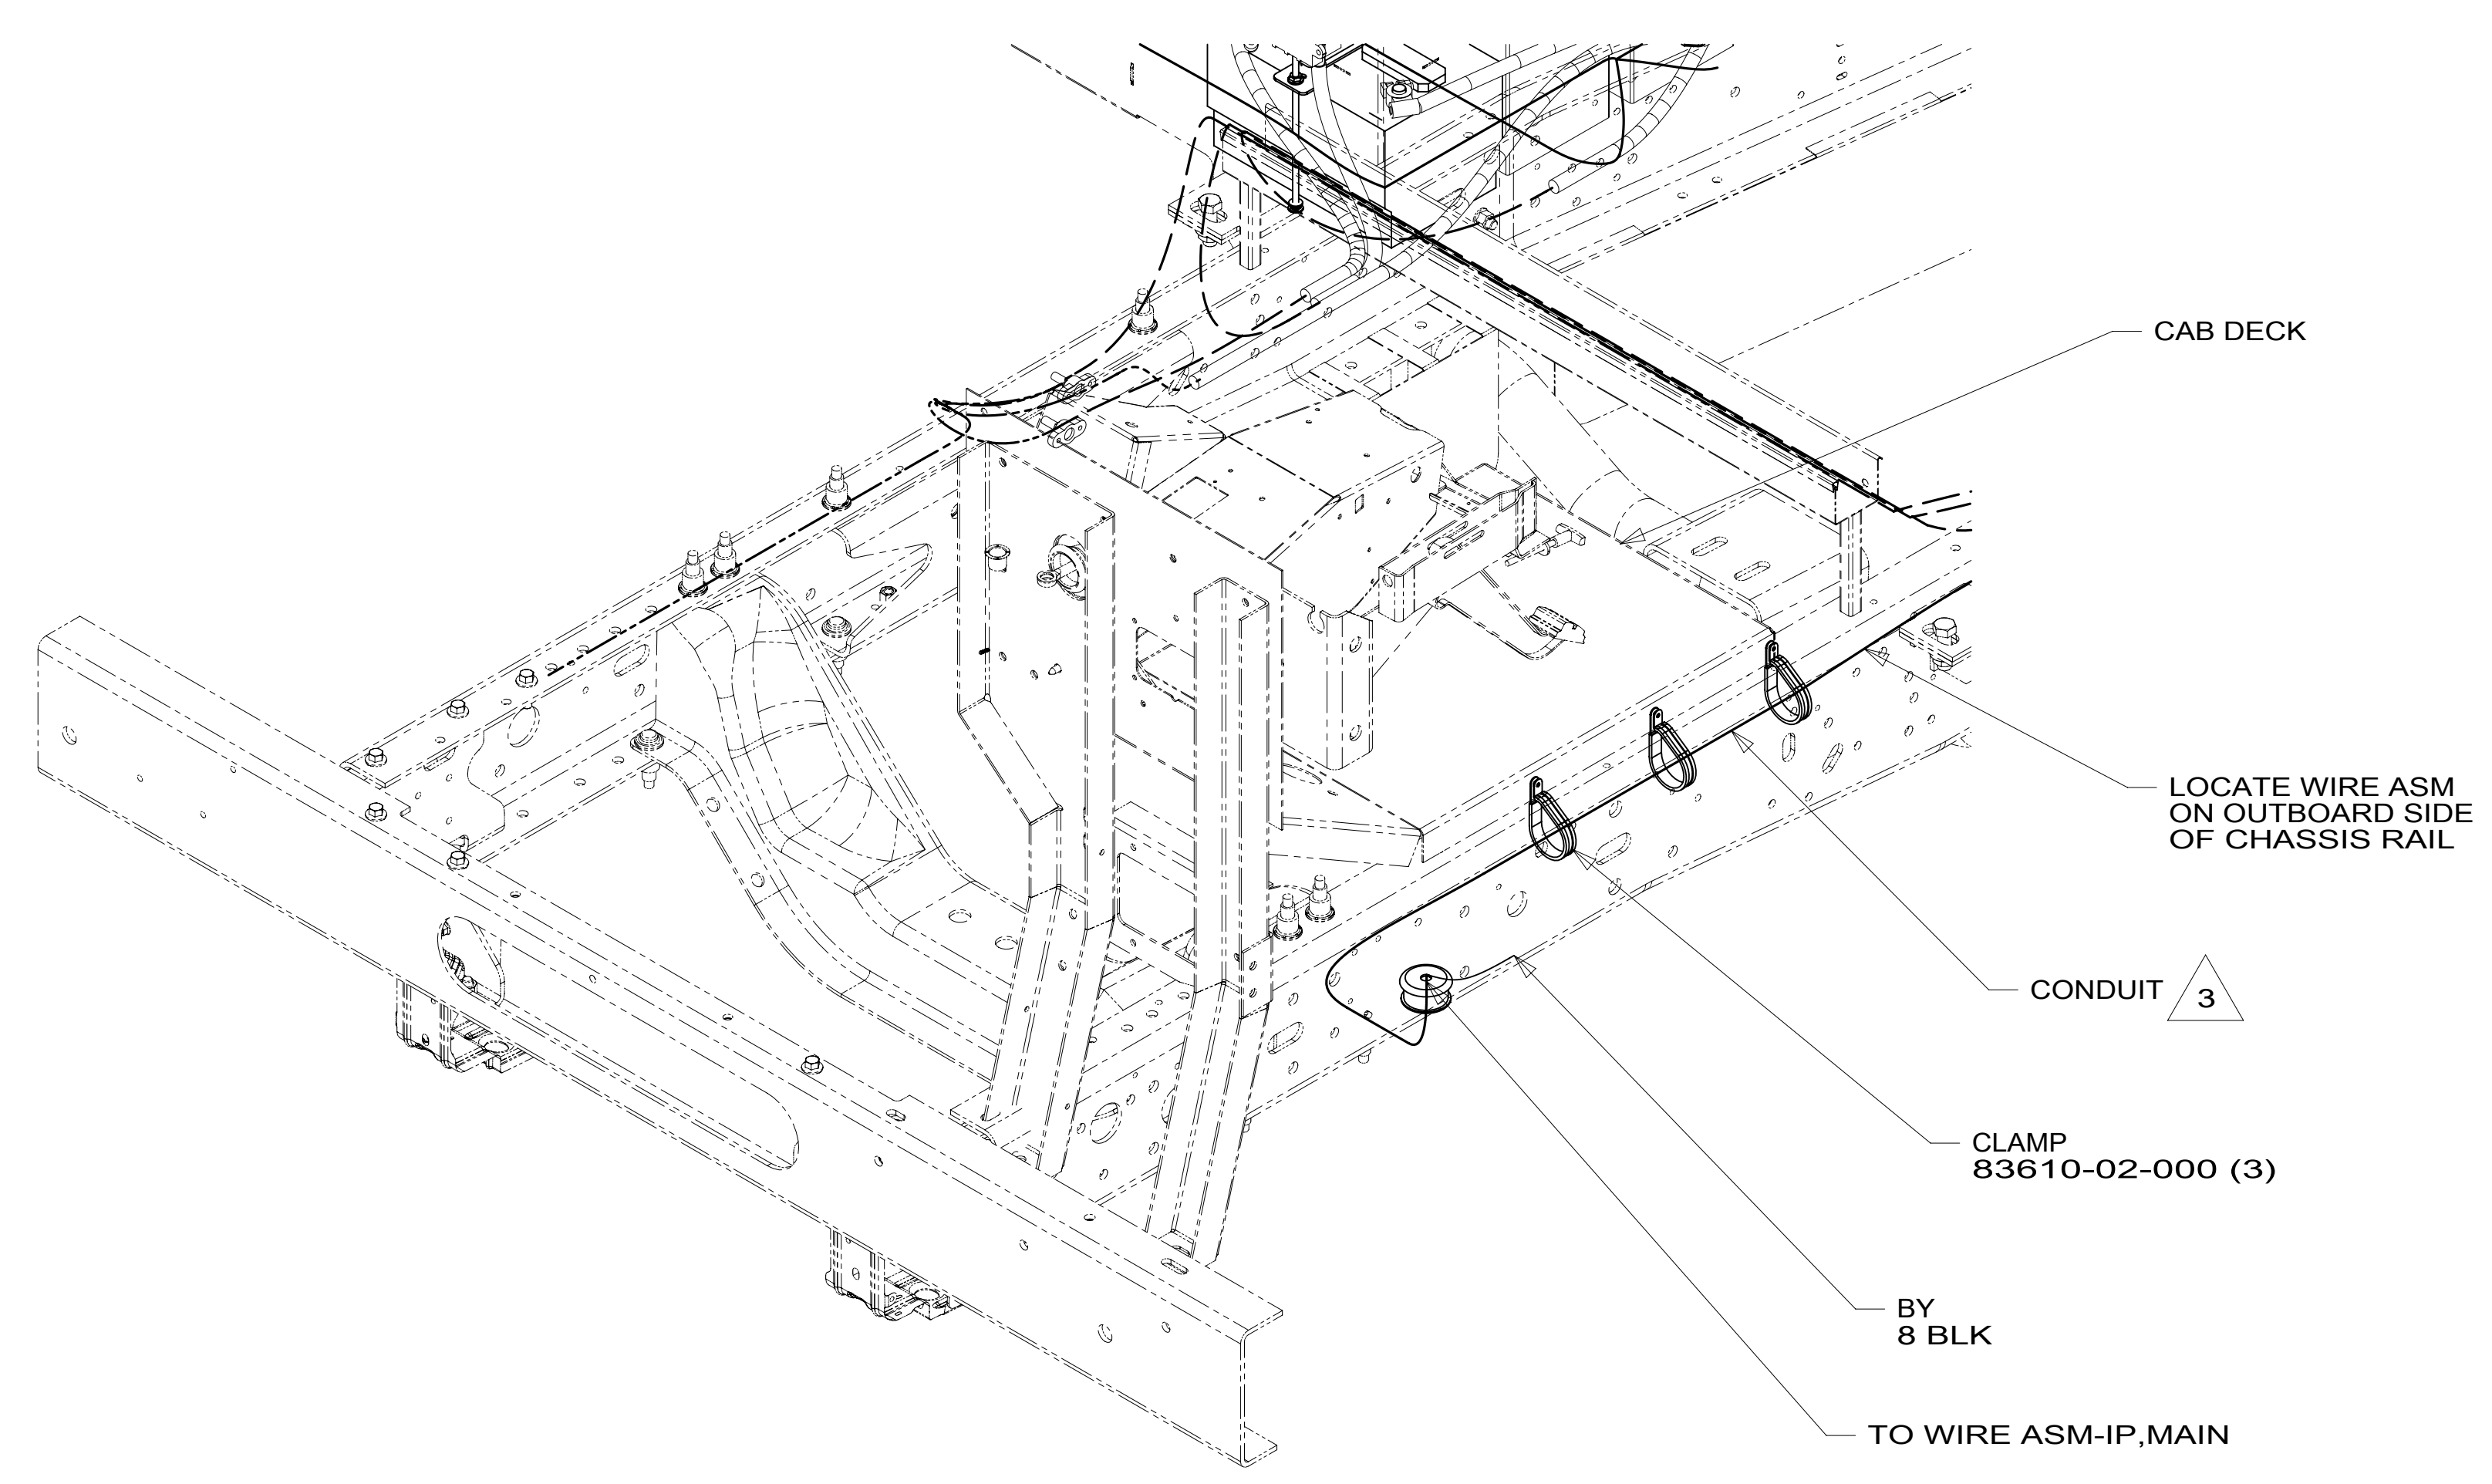 CAB DECK
LOCATE WIRE ASM
ON OUTBOARD SIDE
OF CHASSIS RAIL
CONDUIT 3
CLAMP
83610-02-000 (3)
BY
8 BLK
TO WIRE ASM-IP,MAIN